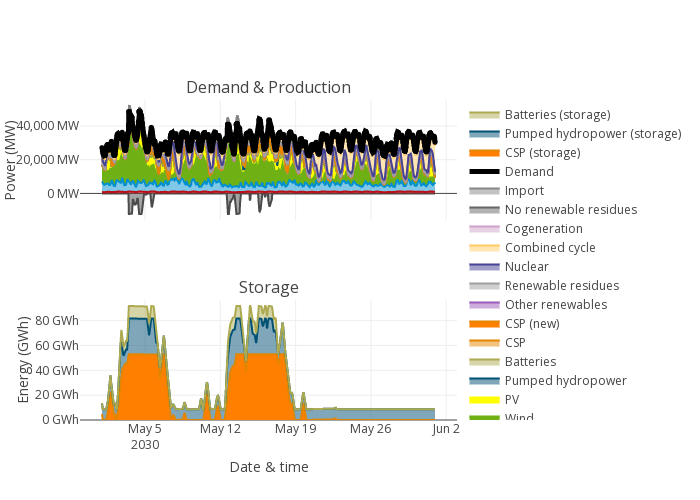 Demand & Production
Power (MW)
40,000 MW
20,000 MW
0 MW
Storage
Energy (GWh)
80 GWh
60 GWh
40 GWh
20 GWh
0 GWh
May 5
2030
May 12
May 19
May 26
Jun 2
Date & time
Batteries (storage)
Pumped hydropower (storage)
CSP (storage)
Demand
Import
No renewable residues
Cogeneration
Combined cycle
Nuclear
Renewable residues
Other renewables
CSP (new)
CSP
Batteries
Pumped hydropower
PV
Wind